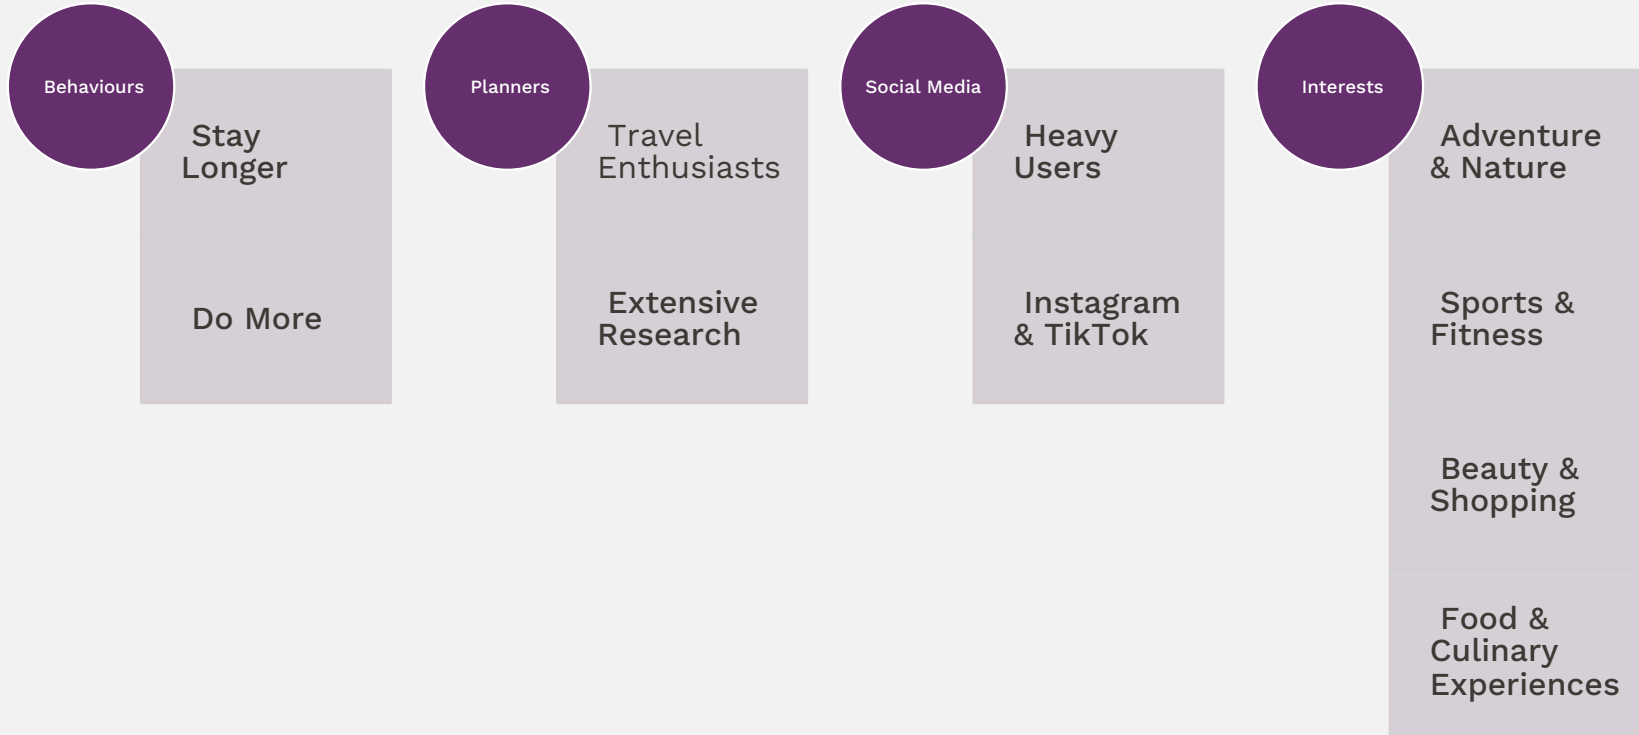 Behaviours
Stay
Longer
Do More
Planners
Travel
Enthusiasts
Extensive
Research
Social Media
Heavy
Users
Instagram
& TikTok
Interests
Adventure
& Nature
Sports &
Fitness
Beauty &
Shopping
Food &
Culinary
Experiences